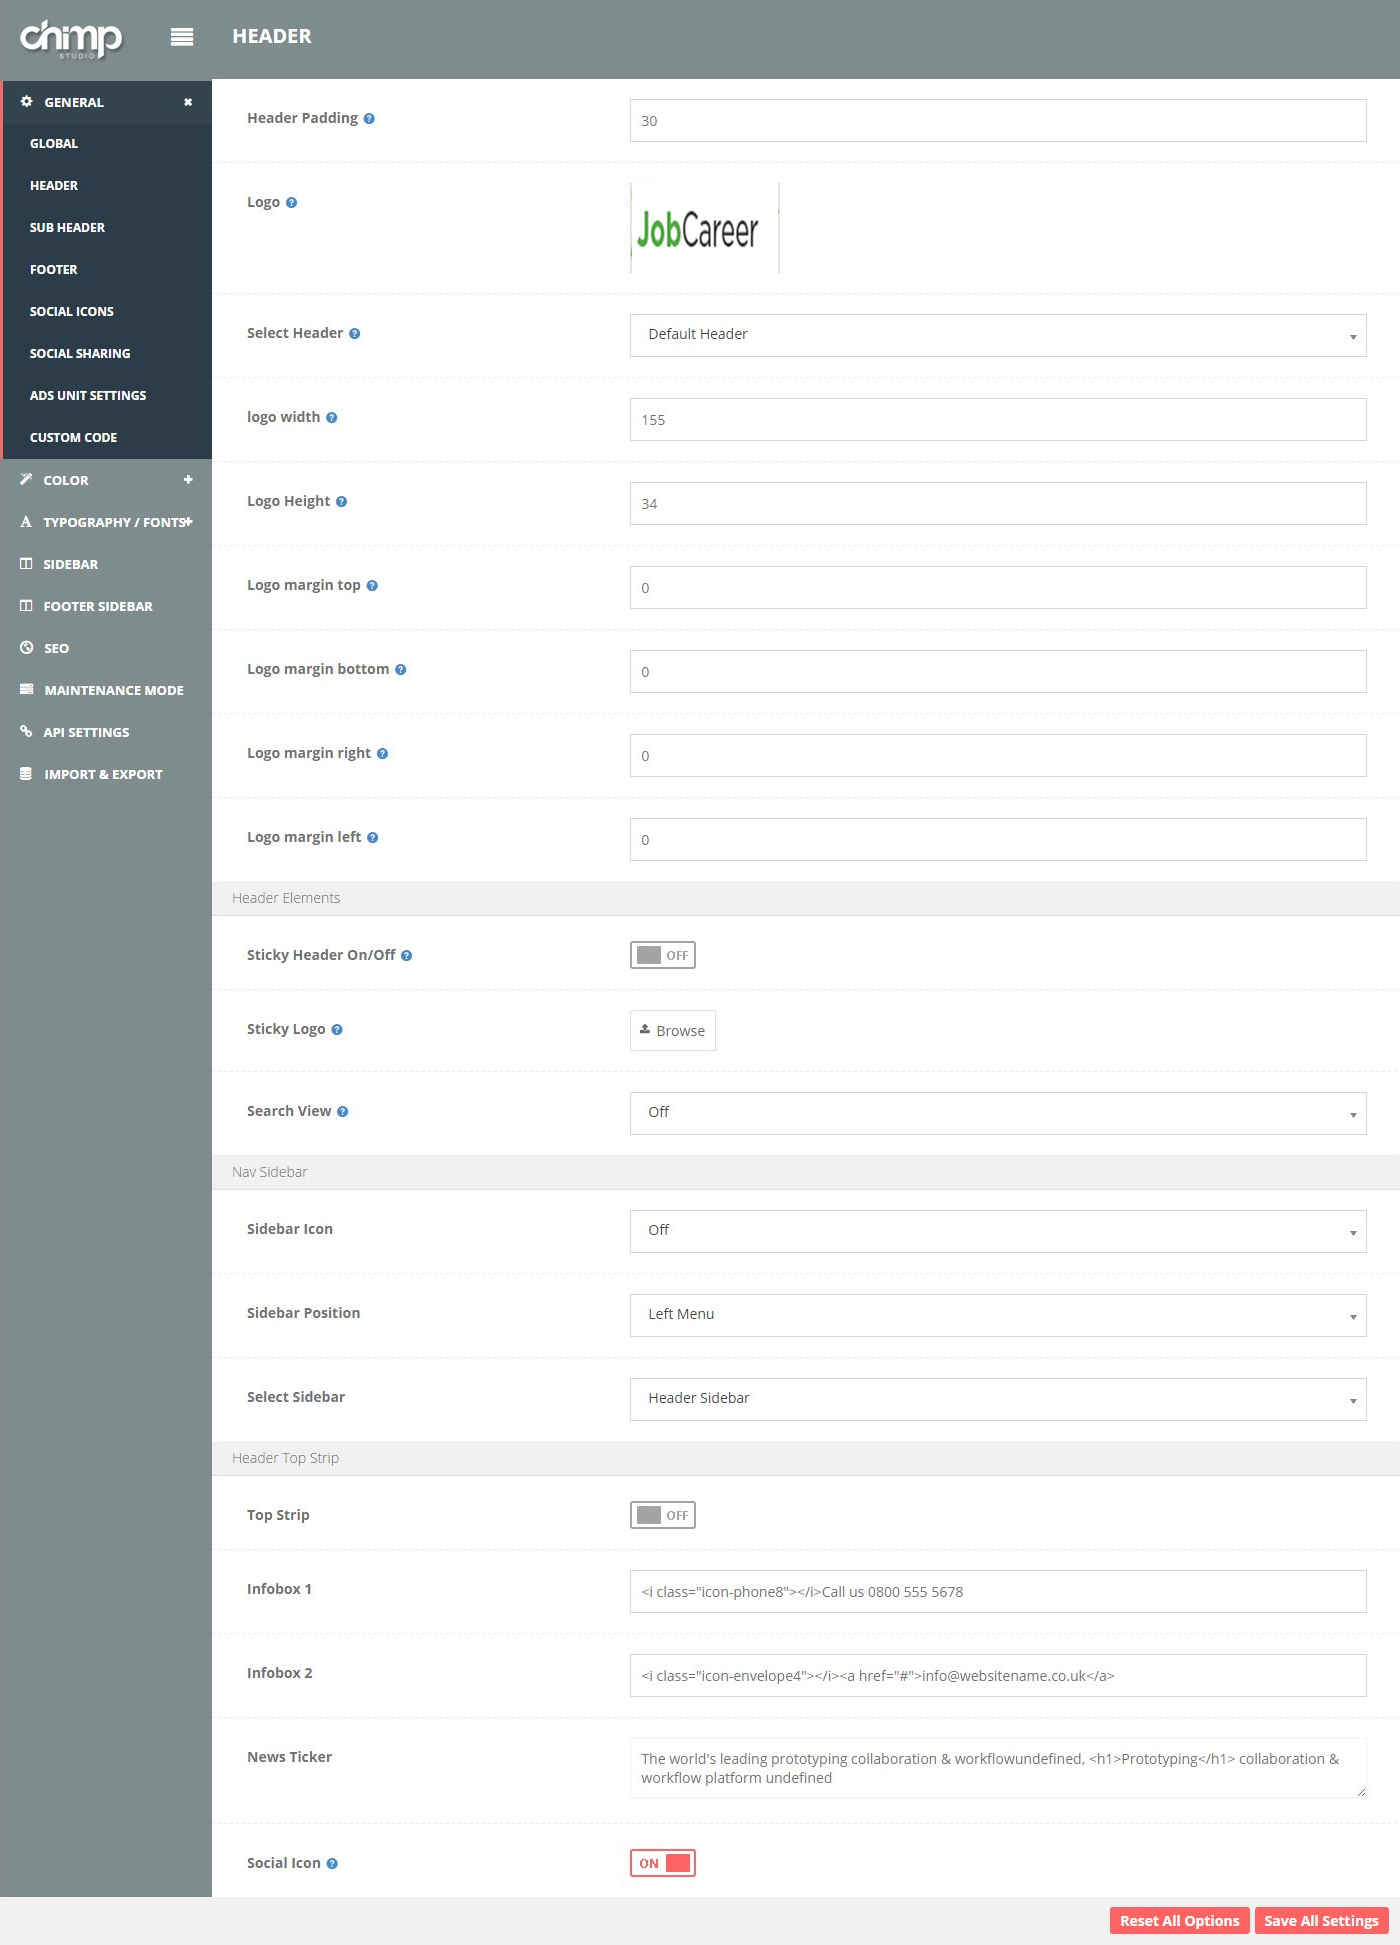 chimp
STUDIO
HEADER
GENERAL
GLOBAL
HEADER
SUB HEADER
FOOTER
SOCIAL ICONS
SOCIAL SHARING
ADS UNIT SETTINGS
CUSTOM CODE
COLOR
TYPOGRAPHY / FONTS
SIDEBAR
FOOTER SIDEBAR
SEO
MAINTENANCE MODE
API SETTINGS
IMPORT & EXPORT
Header Padding
30
Logo
JobCareer
Select Header
Default Header
logo width
155
Logo Height
34
Logo margin top
0
Logo margin bottom
0
Logo margin right
0
Logo margin left
0
Header Elements
Sticky Header On/Off
OFF
Sticky Logo
Browse
Search View
Off
Nav Sidebar
Sidebar Icon
Off
Sidebar Position
Left Menu
Select Sidebar
Header Sidebar
Header Top Strip
Top Strip
OFF
Infobox 1
<i class="icon-phone8"></i>Call us 0800 555 5678
Infobox 2
<i class="icon-envelope4"></i><a href="#">info@websitename.co.uk</a>
News Ticker
The world's leading prototyping collaboration & workflowundefined, <h1>Prototyping</h1> collaboration &
workflow platform undefined
Social Icon
ON
Reset All Options
Save All Settings